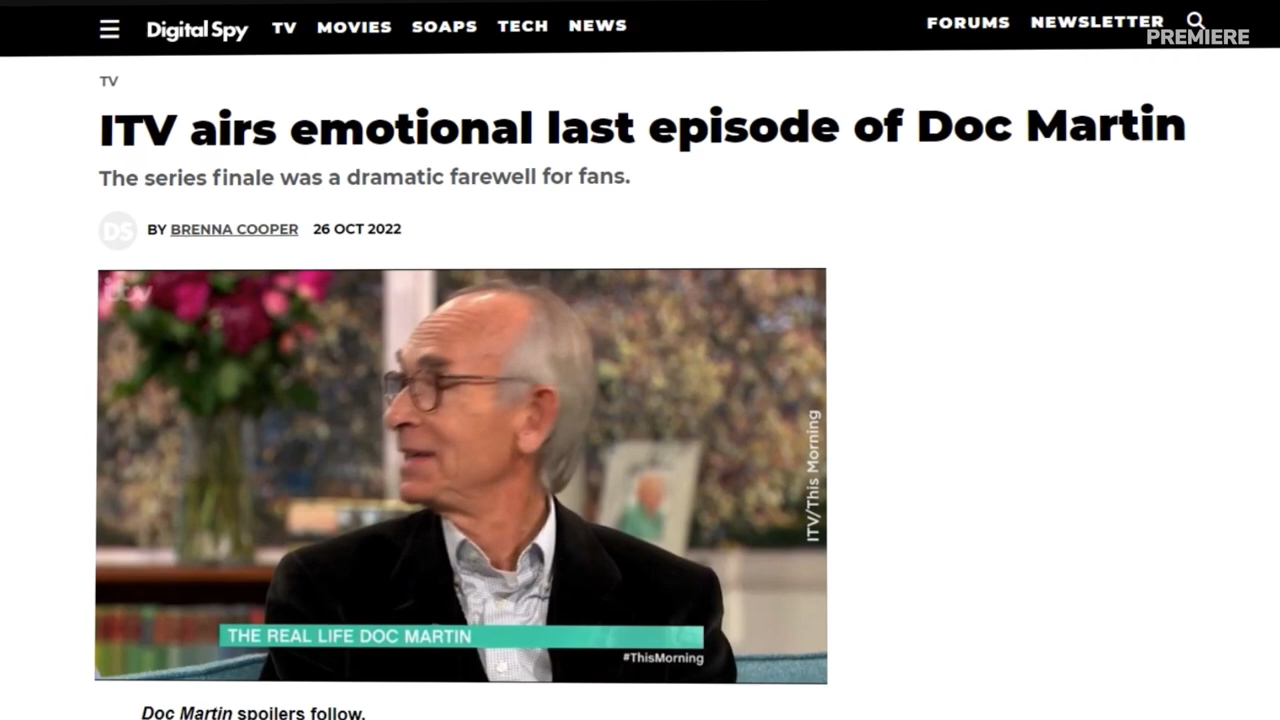 Digital Spy TV MOVIES SOAPS TECH NEWS FORUMS NEWSLETTER
PREMIERE
TV
ITV airs emotional last episode of Doc Martin
The series finale was a dramatic farewell for fans.
DS BY BRENNA COOPER 26 OCT 2022
itv
ITV/This Morning
THE REAL LIFE DOC MARTIN
#ThisMorning
Doc Martin spoilers follow.